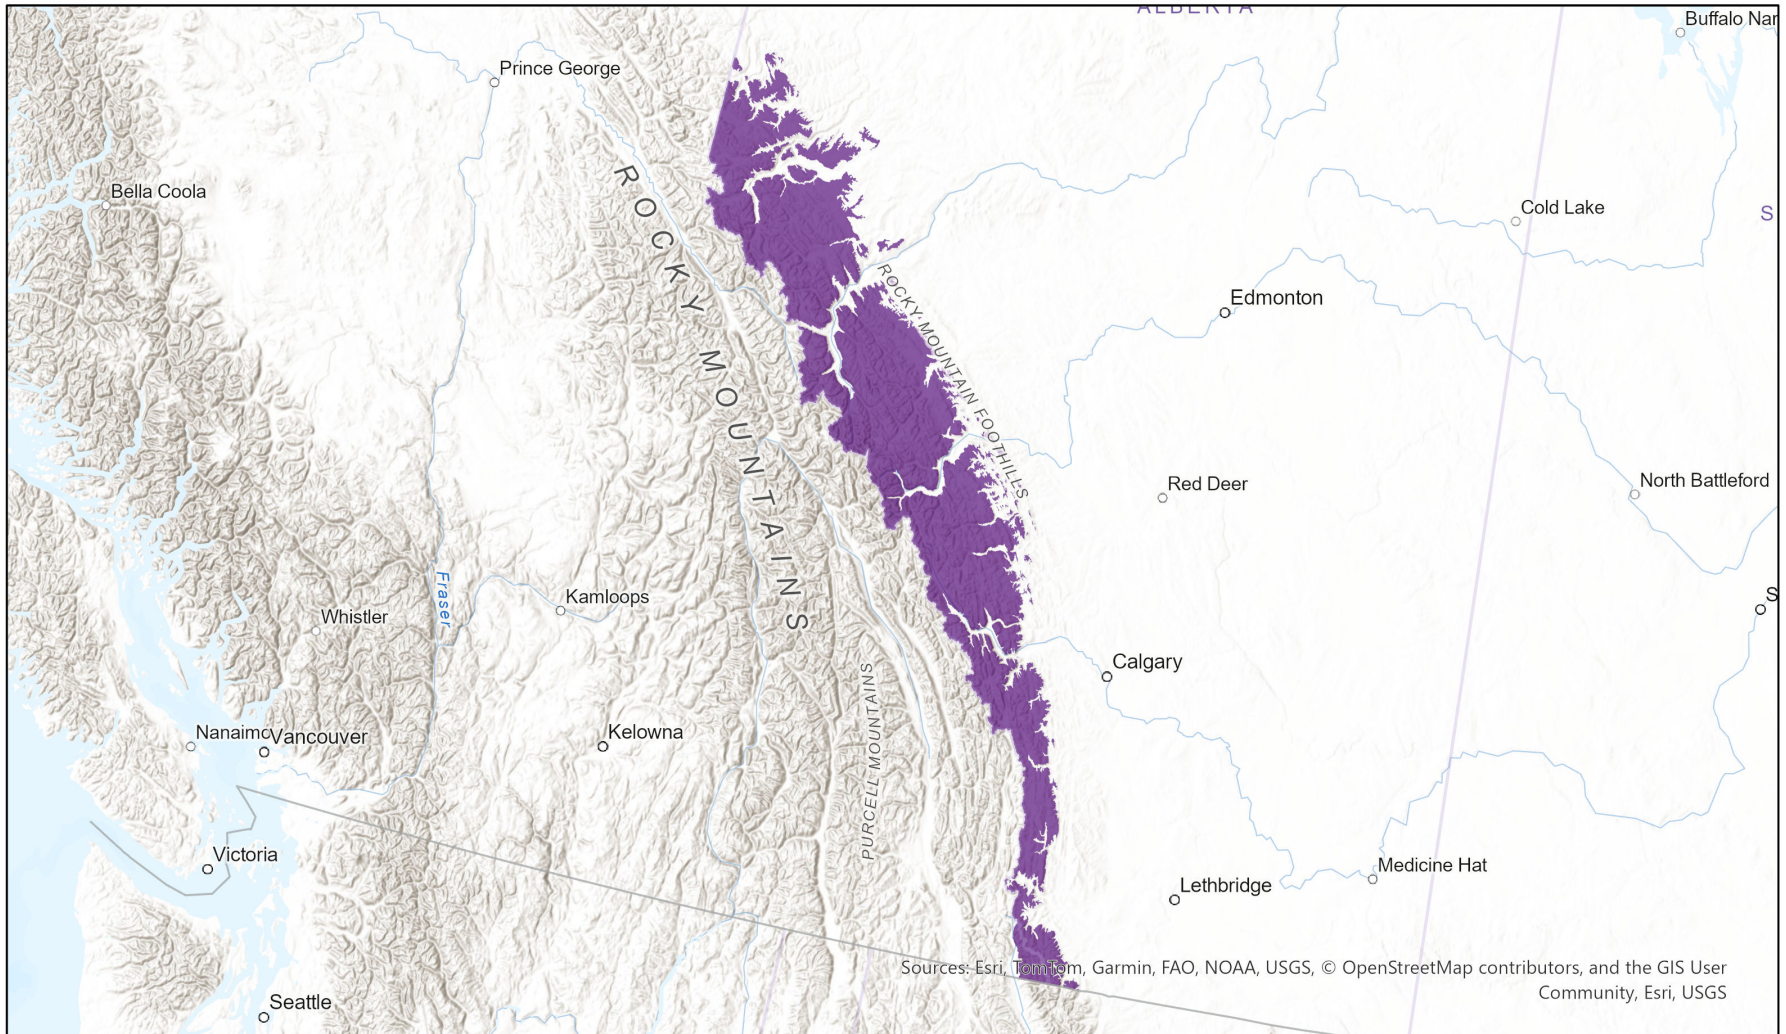 ALBERTA
Buffalo Nar
Prince George
Bella Coola
Cold Lake
S
ROCKY MOUNTAINS
ROCKY MOUNTAIN FOOTHILLS
Edmonton
Red Deer
North Battleford
Fraser
Kamloops
S
Whistler
Calgary
PURCELL MOUNTAINS
Nanaimo
Vancouver
Kelowna
Victoria
Medicine Hat
Lethbridge
Sources: Esri, TomTom, Garmin, FAO, NOAA, USGS, © OpenStreetMap contributors, and the GIS User
Community, Esri, USGS
Seattle